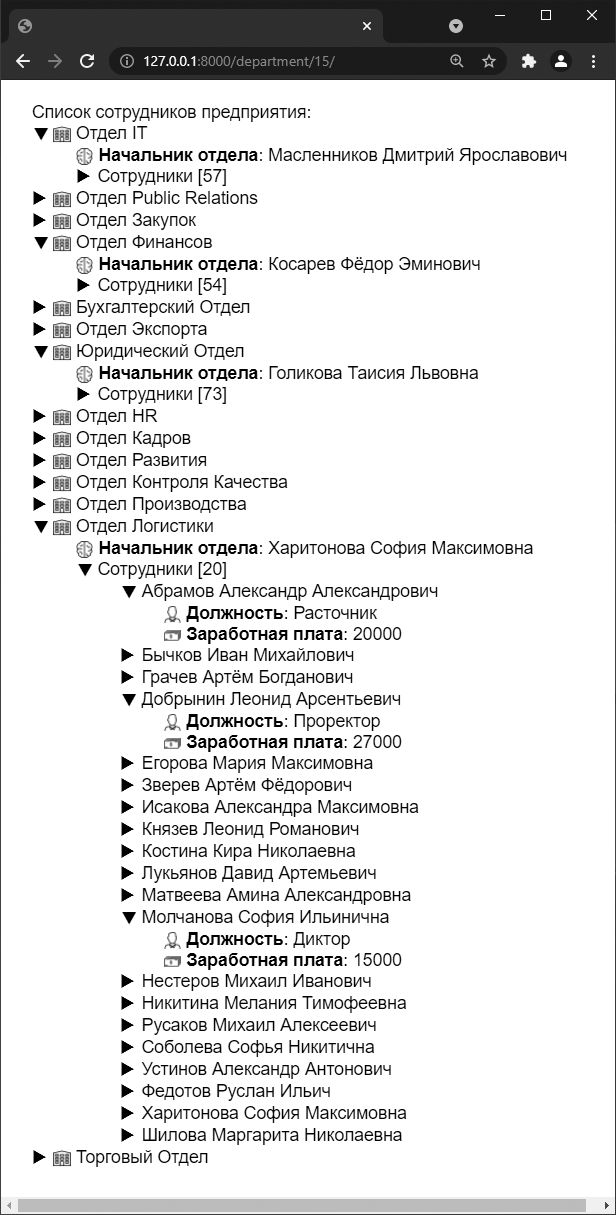 127.0.0.1:8000/department/15/
Список сотрудников предприятия:
Отдел IT
Начальник отдела: Масленников Дмитрий Ярославович
Сотрудники [57]
Отдел Public Relations
Отдел Закупок
Отдел Финансов
Начальник отдела: Косарев Фёдор Эминович
Сотрудники [54]
Бухгалтерский Отдел
Отдел Экспорта
Юридический Отдел
Начальник отдела: Голикова Таисия Львовна
Сотрудники [73]
Отдел HR
Отдел Кадров
Отдел Развития
Отдел Контроля Качества
Отдел Производства
Отдел Логистики
Начальник отдела: Харитонова София Максимовна
Сотрудники [20]
Абрамов Александр Александрович
Должность: Расточник
Заработная плата: 20000
Бычков Иван Михайлович
Грачев Артём Богданович
Добрынин Леонид Арсентьевич
Должность: Проректор
Заработная плата: 27000
Егорова Мария Максимовна
Зверев Артём Фёдорович
Исакова Александра Максимовна
Князев Леонид Романович
Костина Кира Николаевна
Лукьянов Давид Артемьевич
Матвеева Амина Александровна
Молчанова София Ильинична
Должность: Диктор
Заработная плата: 15000
Нестеров Михаил Иванович
Никитина Мелания Тимофеевна
Русаков Михаил Алексеевич
Соболева Софья Никитична
Устинов Александр Антонович
Федотов Руслан Ильич
Харитонова София Максимовна
Шилова Маргарита Николаевна
Торговый Отдел